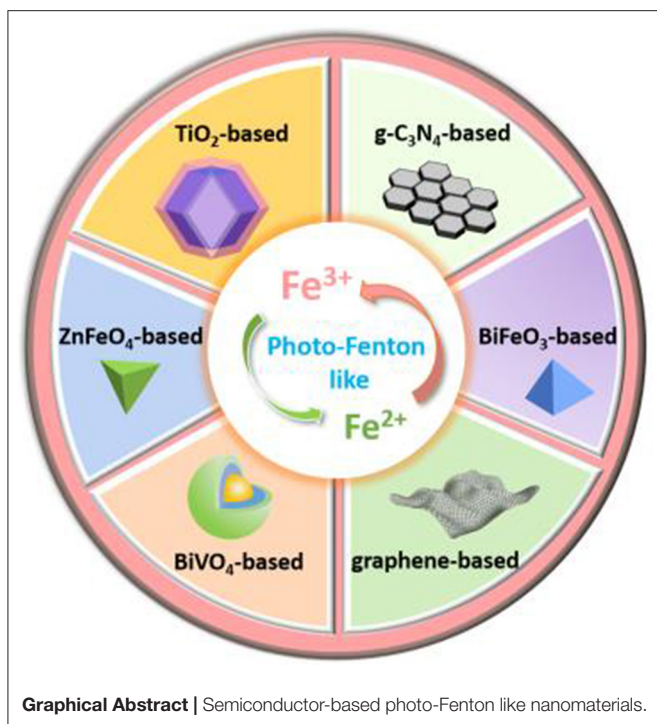 TiO₂-based
g-C₃N₄-based
ZnFeO₄-based
BiFeO₃-based
Fe³⁺
Photo-Fenton
like
Fe²⁺
BiVO₄-based
graphene-based
Graphical Abstract | Semiconductor-based photo-Fenton like nanomaterials.